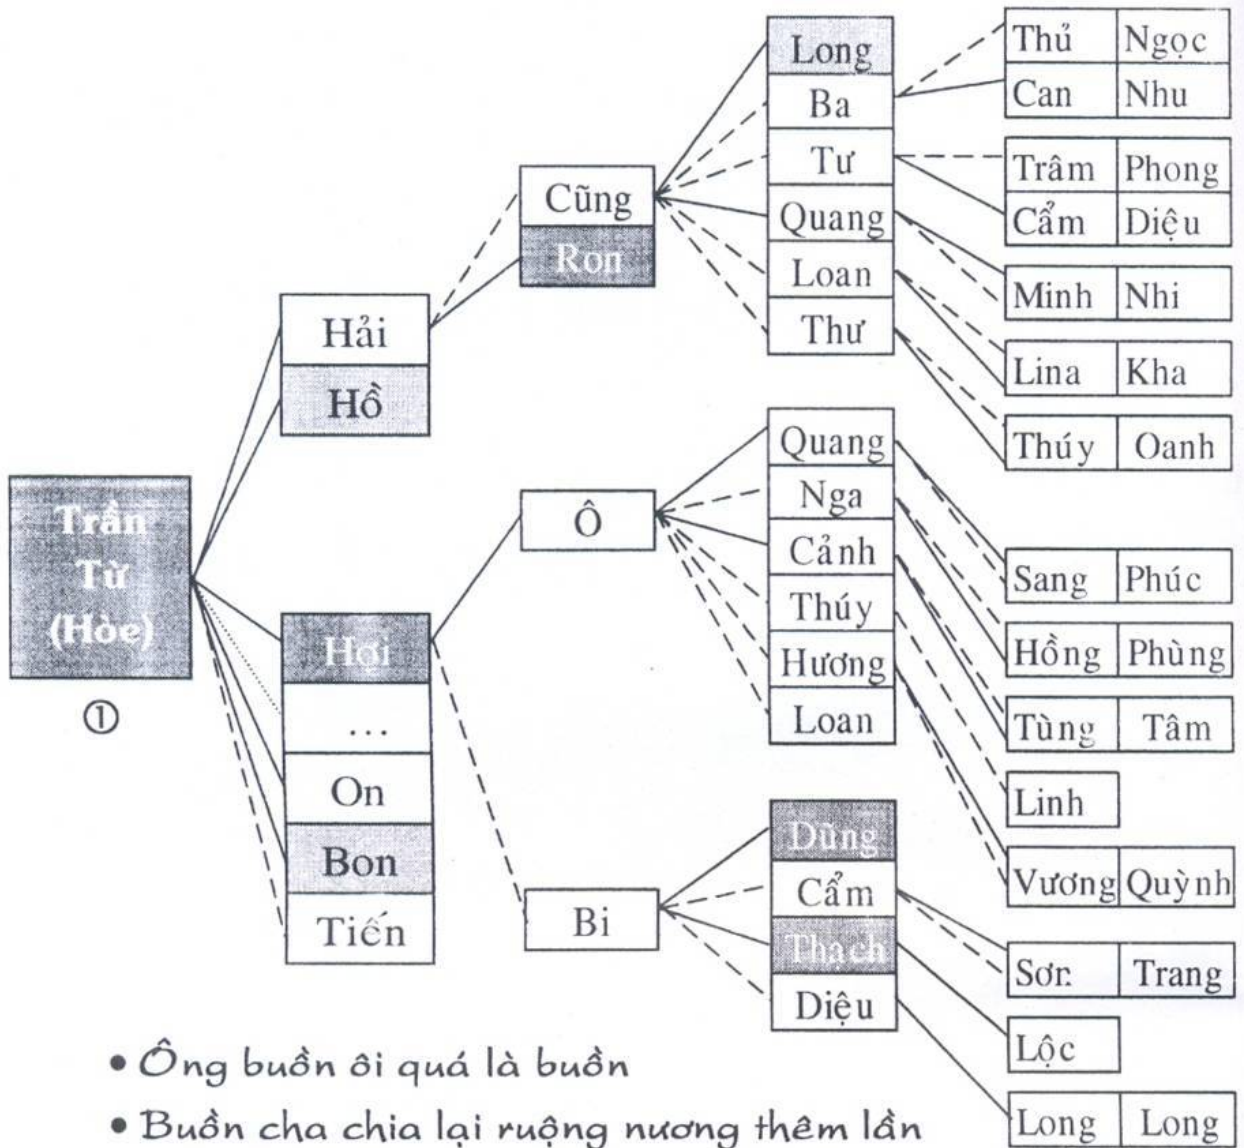 Trần
Từ
(Hòe)
①
Hải
Hồ
Hợi
...
On
Bon
Tiến
Cũng
Ron
Ô
Bi
Long
Ba
Tư
Quang
Loan
Thư
Quang
Nga
Cảnh
Thúy
Hương
Loan
Dũng
Cẩm
Thạch
Diệu
Thủ Ngọc
Can Nhu
Trâm Phong
Cẩm Diệu
Minh Nhi
Lina Kha
Thúy Oanh
Sang Phúc
Hồng Phùng
Tùng Tâm
Linh
Vương Quỳnh
Sơn Trang
Lộc
Long Long
• Ông buồn ôi quá là buồn
• Buồn cha chia lại ruộng nương thêm lần